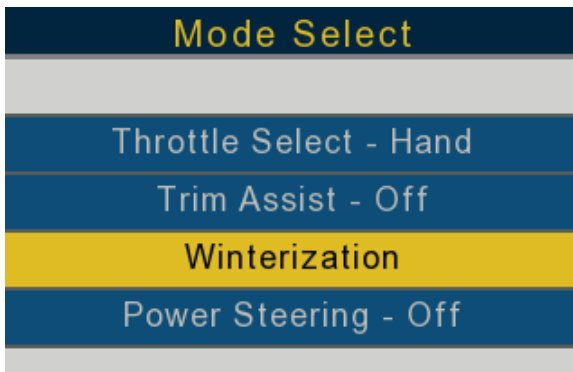 Mode Select
Throttle Select - Hand
Trim Assist - Off
Winterization
Power Steering - Off